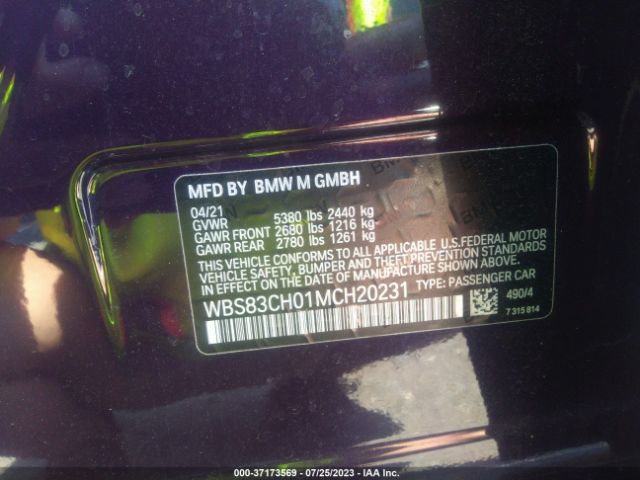 MFD BY BMW M GMBH
04/21
GVWR 5380 lbs 2440 kg
GAWR FRONT 2680 lbs 1216 kg
GAWR REAR 2780 lbs 1261 kg
THIS VEHICLE CONFORMS TO ALL APPLICABLE U.S.FEDERAL MOTOR
VEHICLE SAFETY, BUMPER AND THEFT PREVENTION STANDARDS
IN EFFECT ON THE DATE OF MANUFACTURE SHOWN ABOVE.
WBS83CH01MCH20231 TYPE: PASSENGER CAR
490/4
7 315 814
000-37173569 - 07/25/2023 - IAA Inc.